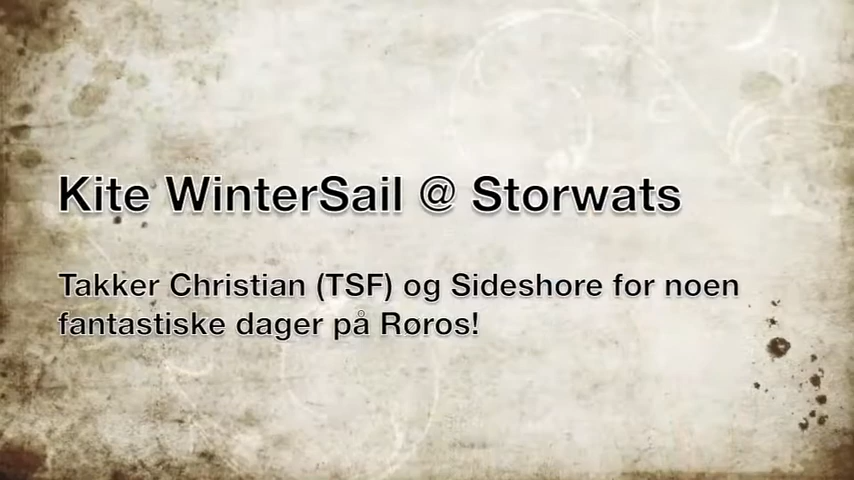 Kite WinterSail @ Storwats
Takker Christian (TSF) og Sideshore for noen
fantastiske dager på Røros!